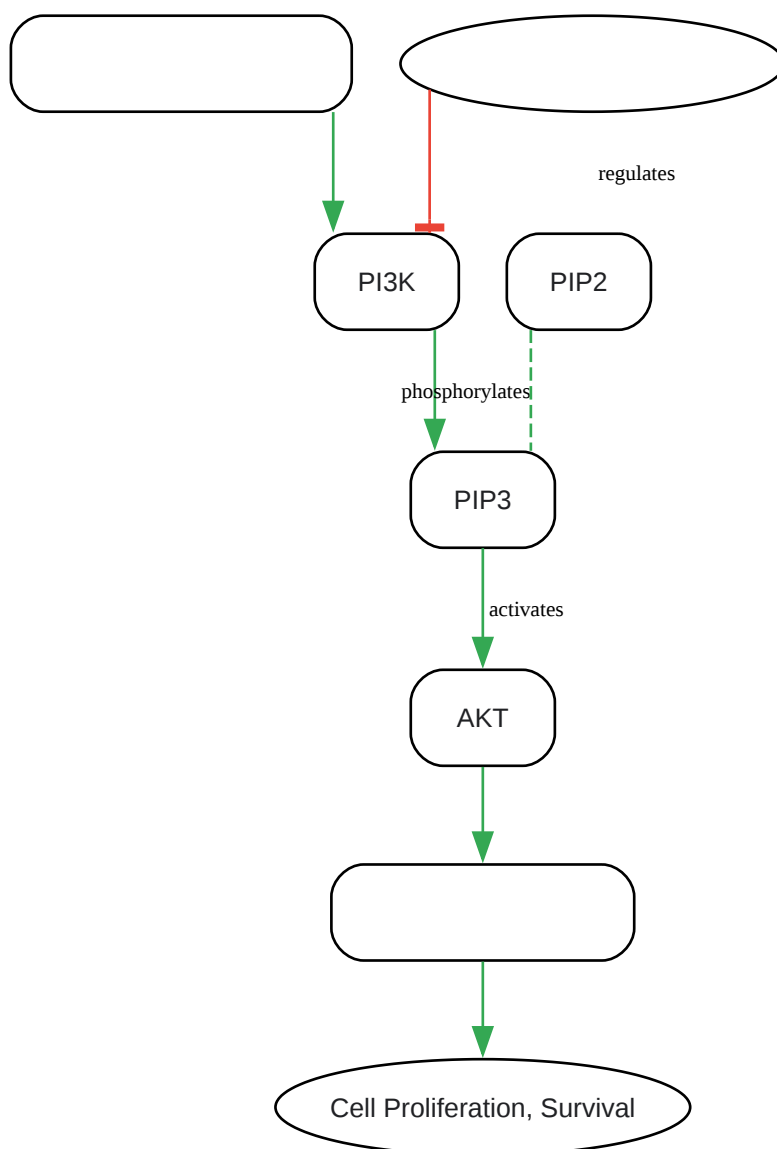 regulates
PI3K
PIP2
phosphorylates
PIP3
activates
AKT
Cell Proliferation, Survival